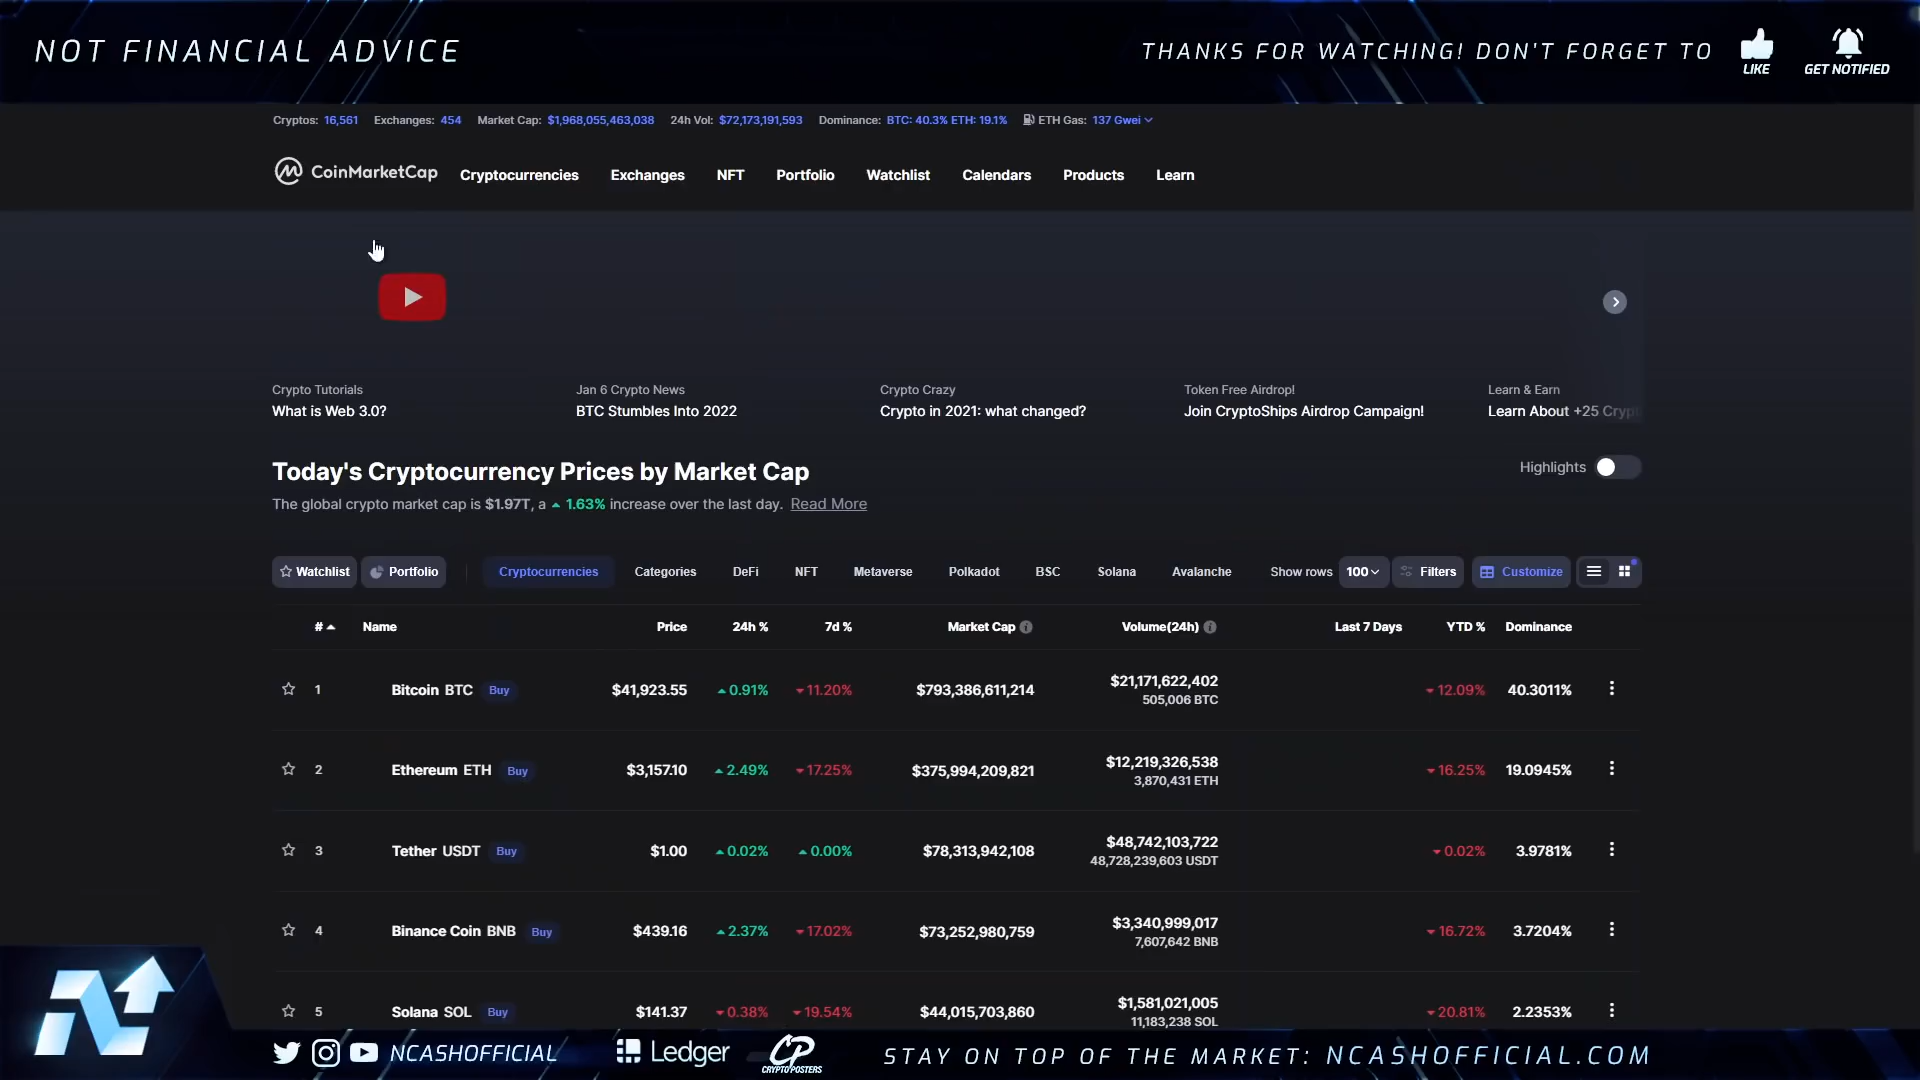 NOT FINANCIAL ADVICE
THANKS FOR WATCHING! DON'T FORGET TO
LIKE
GET NOTIFIED
Cryptos: 16,561 Exchanges: 454 Market Cap: $1,968,055,463,038 24h Vol: $72,173,191,593 Dominance: BTC: 40.3% ETH: 19.1% ETH Gas: 137 Gwei
CoinMarketCap Cryptocurrencies Exchanges NFT Portfolio Watchlist Calendars Products Learn
Crypto Tutorials
What is Web 3.0?
Jan 6 Crypto News
BTC Stumbles Into 2022
Crypto Crazy
Crypto in 2021: what changed?
Token Free Airdrop!
Join CryptoShips Airdrop Campaign!
Learn & Earn
Learn About +25 Cryp
Today's Cryptocurrency Prices by Market Cap
Highlights
The global crypto market cap is $1.97T, a 1.63% increase over the last day. Read More
Watchlist Portfolio Cryptocurrencies Categories DeFi NFT Metaverse Polkadot BSC Solana Avalanche Show rows 100 Filters Customize
# Name Price 24h % 7d % Market Cap Volume(24h) Last 7 Days YTD % Dominance
1 Bitcoin BTC Buy $41,923.55 0.91% 11.20% $793,386,611,214 $21,171,622,402 12.09% 40.3011%
505,006 BTC
2 Ethereum ETH Buy $3,157.10 2.49% 17.25% $375,994,209,821 $12,219,326,538 16.25% 19.0945%
3,870,431 ETH
3 Tether USDT Buy $1.00 0.02% 0.00% $78,313,942,108 $48,742,103,722 0.02% 3.9781%
48,728,239,603 USDT
4 Binance Coin BNB Buy $439.16 2.37% 17.02% $73,252,980,759 $3,340,999,017 16.72% 3.7204%
7,607,642 BNB
5 Solana SOL Buy $141.37 0.38% 19.54% $44,015,703,860 $1,581,021,005 20.81% 2.2353%
11,183,238 SOL
NCASHOFFICIAL
Ledger
CP
CRYPTOPOSTERS
STAY ON TOP OF THE MARKET: NCASHOFFICIAL.COM